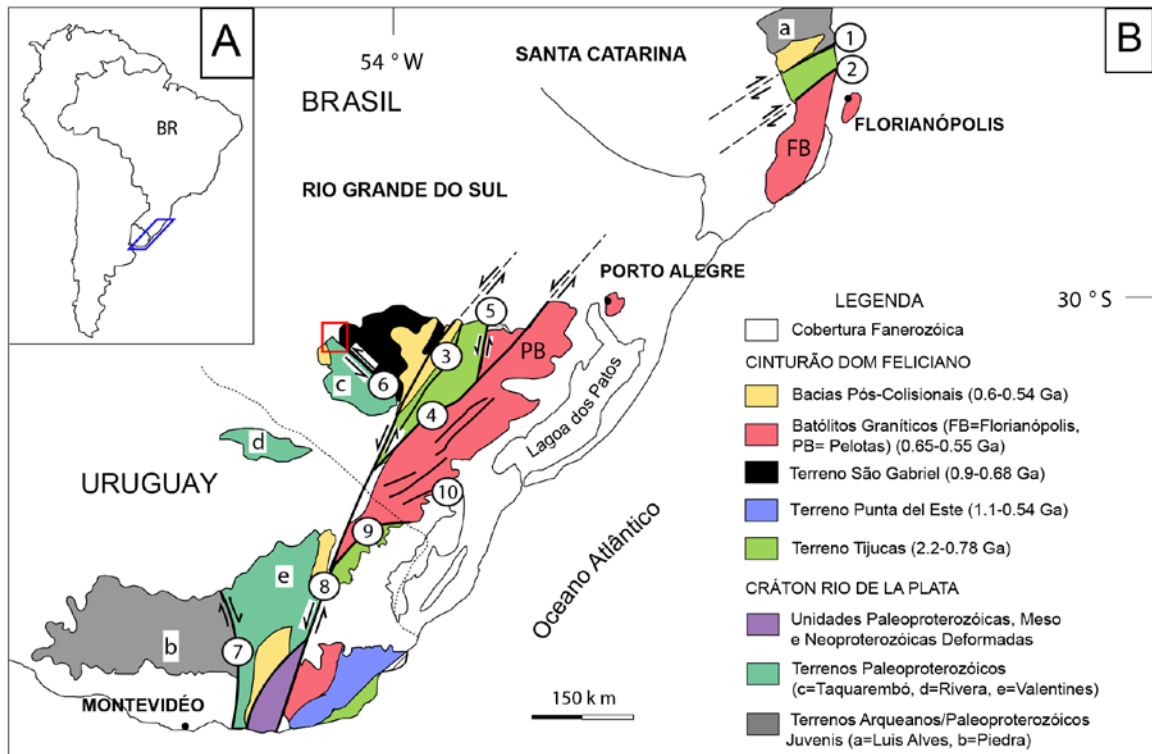 A
BR
B
54 ° W
SANTA CATARINA
BRASIL
a
1
2
FLORIANÓPOLIS
FB
RIO GRANDE DO SUL
PORTO ALEGRE
30 ° S
5
3
PB
6
c
4
Lagoa dos Patos
d
URUGUAY
10
9
Oceano Atlântico
e
8
b
7
MONTEVIDÉO
150 km
LEGENDA
Cobertura Fanerozóica
CINTURÃO DOM FELICIANO
Bacias Pós-Colisionais (0.6-0.54 Ga)
Batólitos Graníticos (FB=Florianópolis,
PB= Pelotas) (0.65-0.55 Ga)
Terreno São Gabriel (0.9-0.68 Ga)
Terreno Punta del Este (1.1-0.54 Ga)
Terreno Tijucas (2.2-0.78 Ga)
CRÁTON RIO DE LA PLATA
Unidades Paleoproterozóicas, Meso
e Neoproterozóicas Deformadas
Terrenos Paleoproterozóicos
(c=Taquarembó, d=Rivera, e=Valentines)
Terrenos Arqueanos/Paleoproterozóicos
Juvenis (a=Luis Alves, b=Piedra)